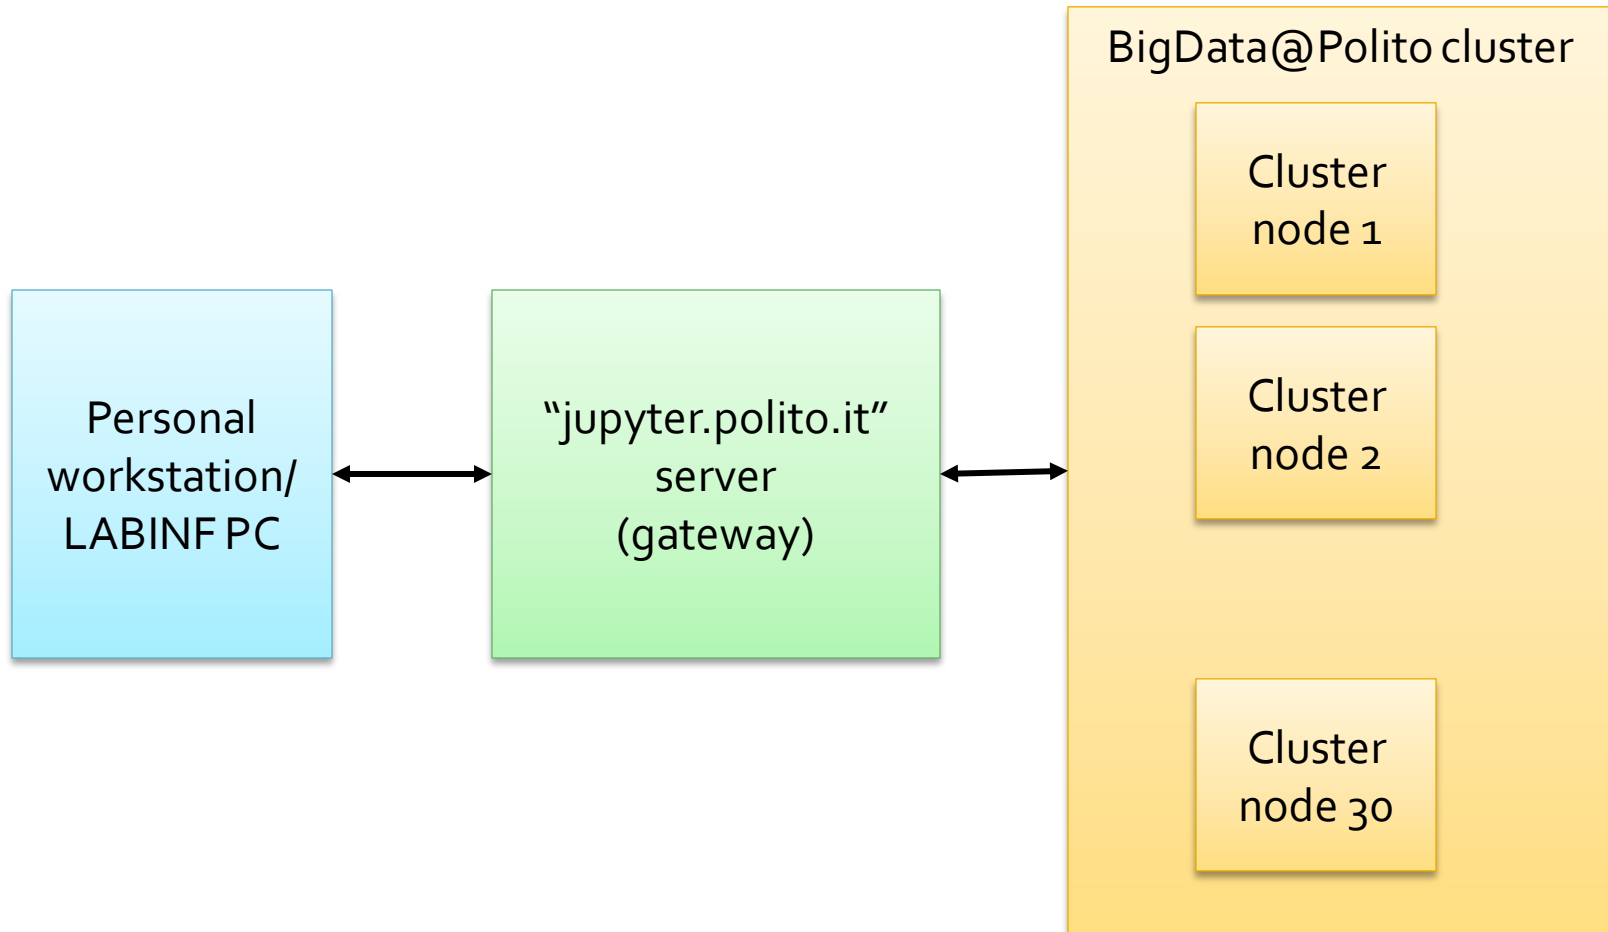 BigData@Polito cluster
Cluster
node 1
Cluster
node 2
Cluster
node 30
Personal
workstation/
LABINF PC
“jupyter.polito.it”
server
(gateway)